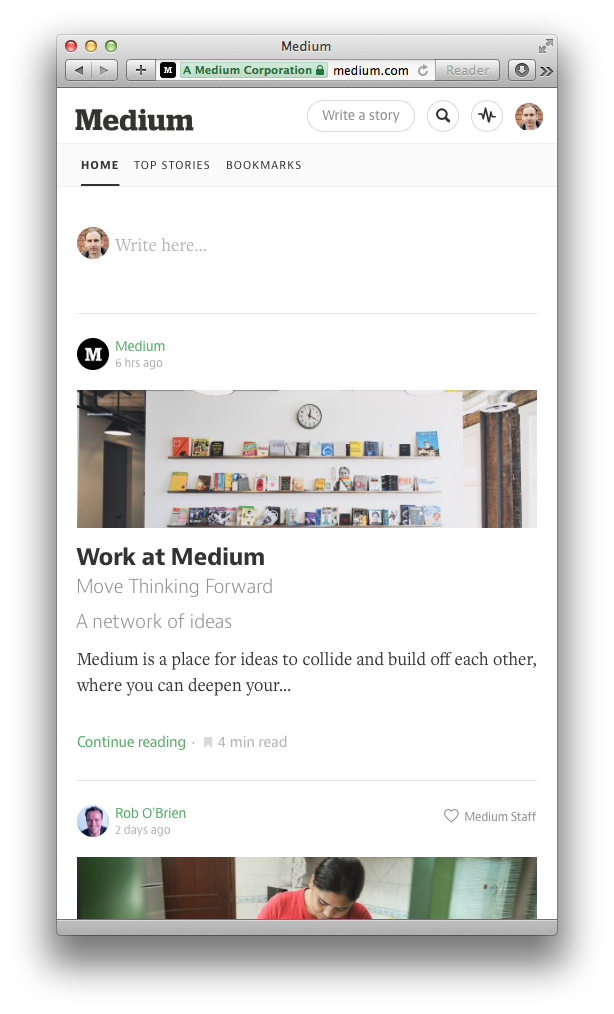 Medium
A Medium Corporation medium.com Reader
Medium Write a story
HOME TOP STORIES BOOKMARKS
Write here...
M Medium
6 hrs ago
Work at Medium
Move Thinking Forward
A network of ideas
Medium is a place for ideas to collide and build off each other,
where you can deepen your...
Continue reading · 4 min read
Rob O'Brien
2 days ago
Medium Staff